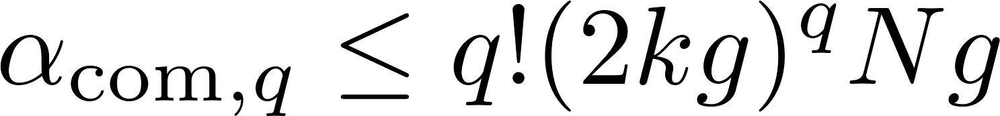 α_{com,q} ≤ q!(2kg)^q Ng